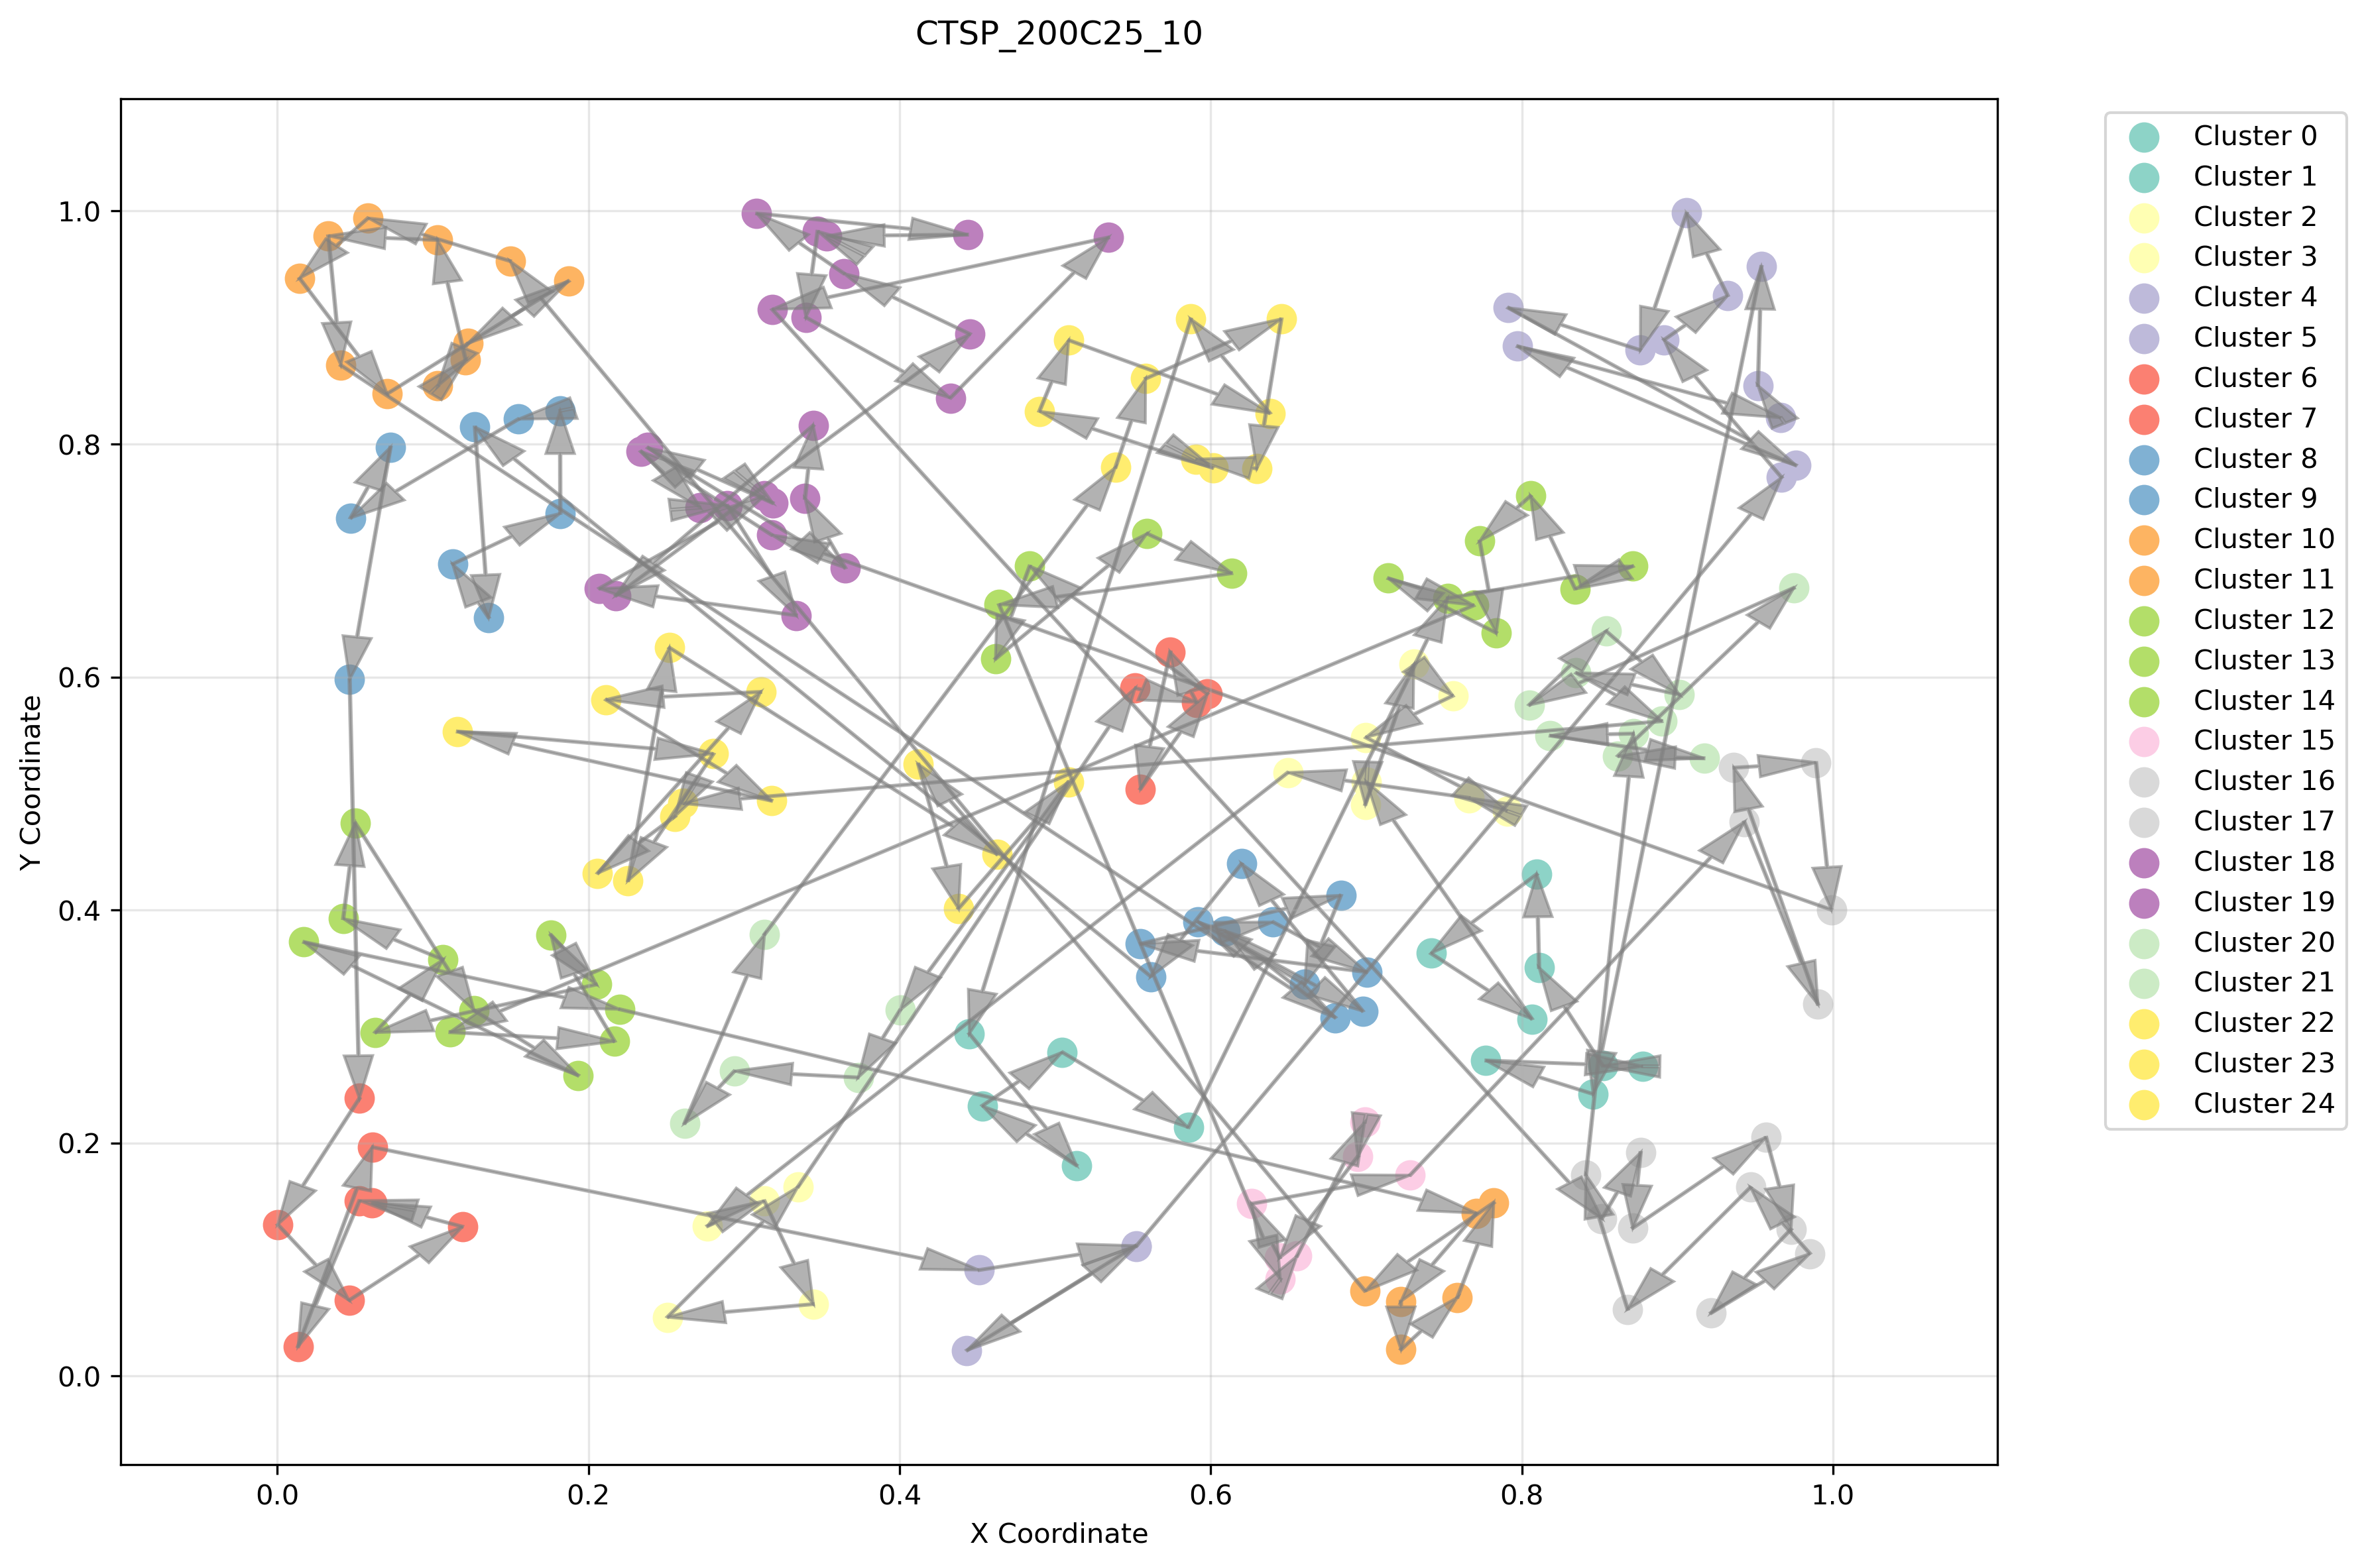 CTSP_200C25_10
1.0
0.8
0.6
0.4
0.2
0.0
Y Coordinate
0.0 0.2 0.4 0.6 0.8 1.0
X Coordinate
Cluster 0
Cluster 1
Cluster 2
Cluster 3
Cluster 4
Cluster 5
Cluster 6
Cluster 7
Cluster 8
Cluster 9
Cluster 10
Cluster 11
Cluster 12
Cluster 13
Cluster 14
Cluster 15
Cluster 16
Cluster 17
Cluster 18
Cluster 19
Cluster 20
Cluster 21
Cluster 22
Cluster 23
Cluster 24